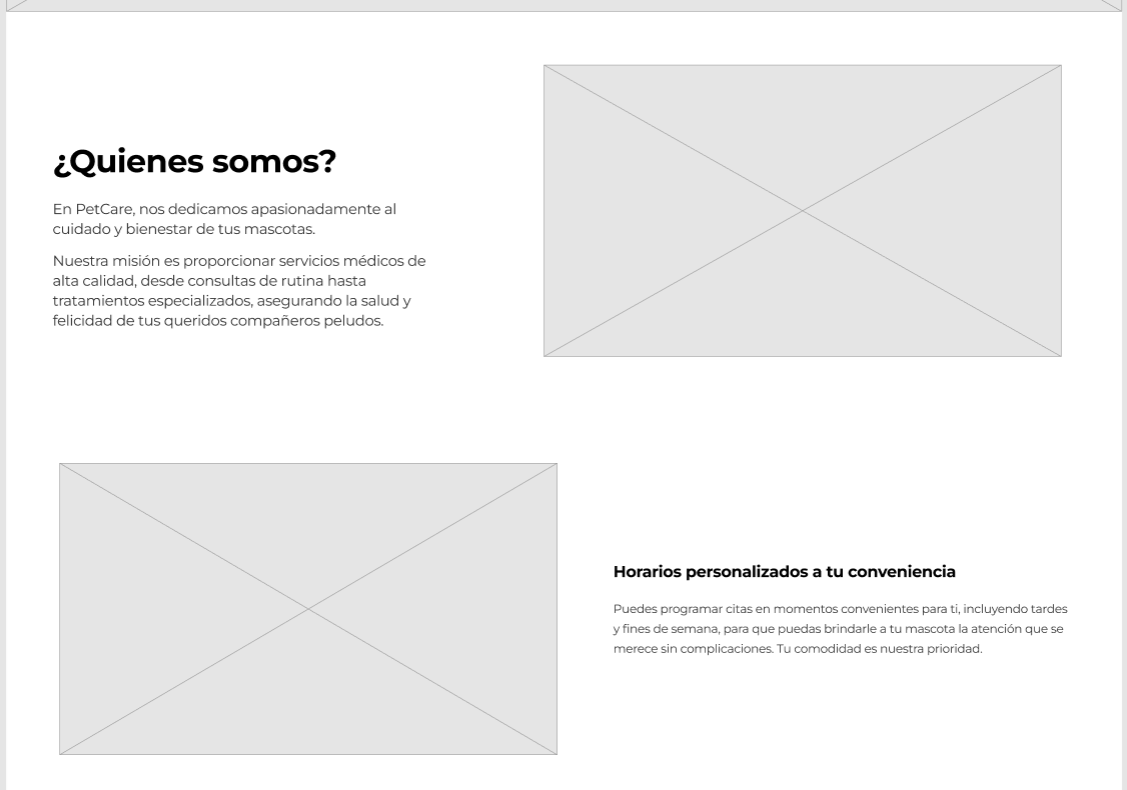 ¿Quienes somos?
En PetCare, nos dedicamos apasionadamente al
cuidado y bienestar de tus mascotas.
Nuestra misión es proporcionar servicios médicos de
alta calidad, desde consultas de rutina hasta
tratamientos especializados, asegurando la salud y
felicidad de tus queridos compañeros peludos.
Horarios personalizados a tu conveniencia
Puedes programar citas en momentos convenientes para ti, incluyendo tardes
y fines de semana, para que puedas brindarle a tu mascota la atención que se
merece sin complicaciones. Tu comodidad es nuestra prioridad.